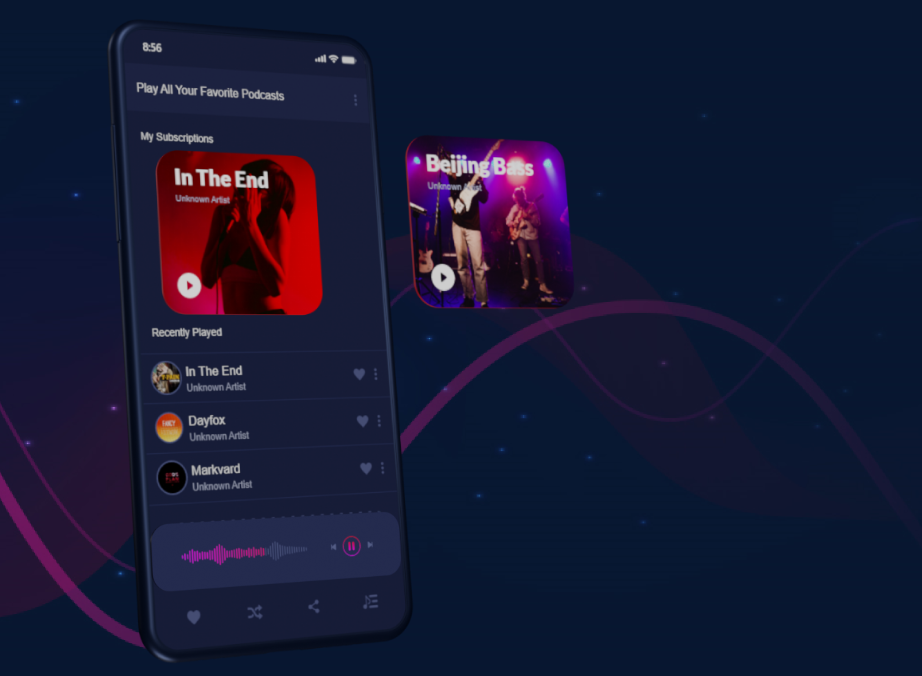 8:56
Play All Your Favorite Podcasts
My Subscriptions
In The End
Unknown Artist
Beijing Bass
Unknown Artist
Recently Played
In The End
Unknown Artist
Dayfox
Unknown Artist
Markvard
Unknown Artist